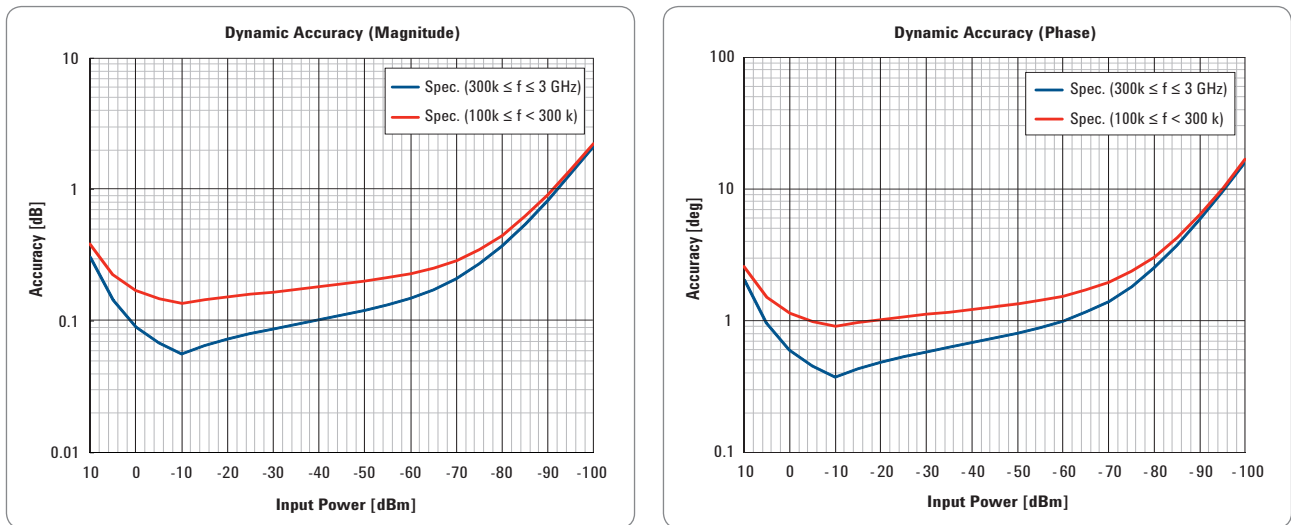 Dynamic Accuracy (Magnitude)
10
1
0.1
0.01
Accuracy [dB]
Spec. (300k ≤ f ≤ 3 GHz)
Spec. (100k ≤ f < 300 k)
10 0 -10 -20 -30 -40 -50 -60 -70 -80 -90 -100
Input Power [dBm]
Dynamic Accuracy (Phase)
100
10
1
0.1
Accuracy [deg]
Spec. (300k ≤ f ≤ 3 GHz)
Spec. (100k ≤ f < 300 k)
10 0 -10 -20 -30 -40 -50 -60 -70 -80 -90 -100
Input Power [dBm]